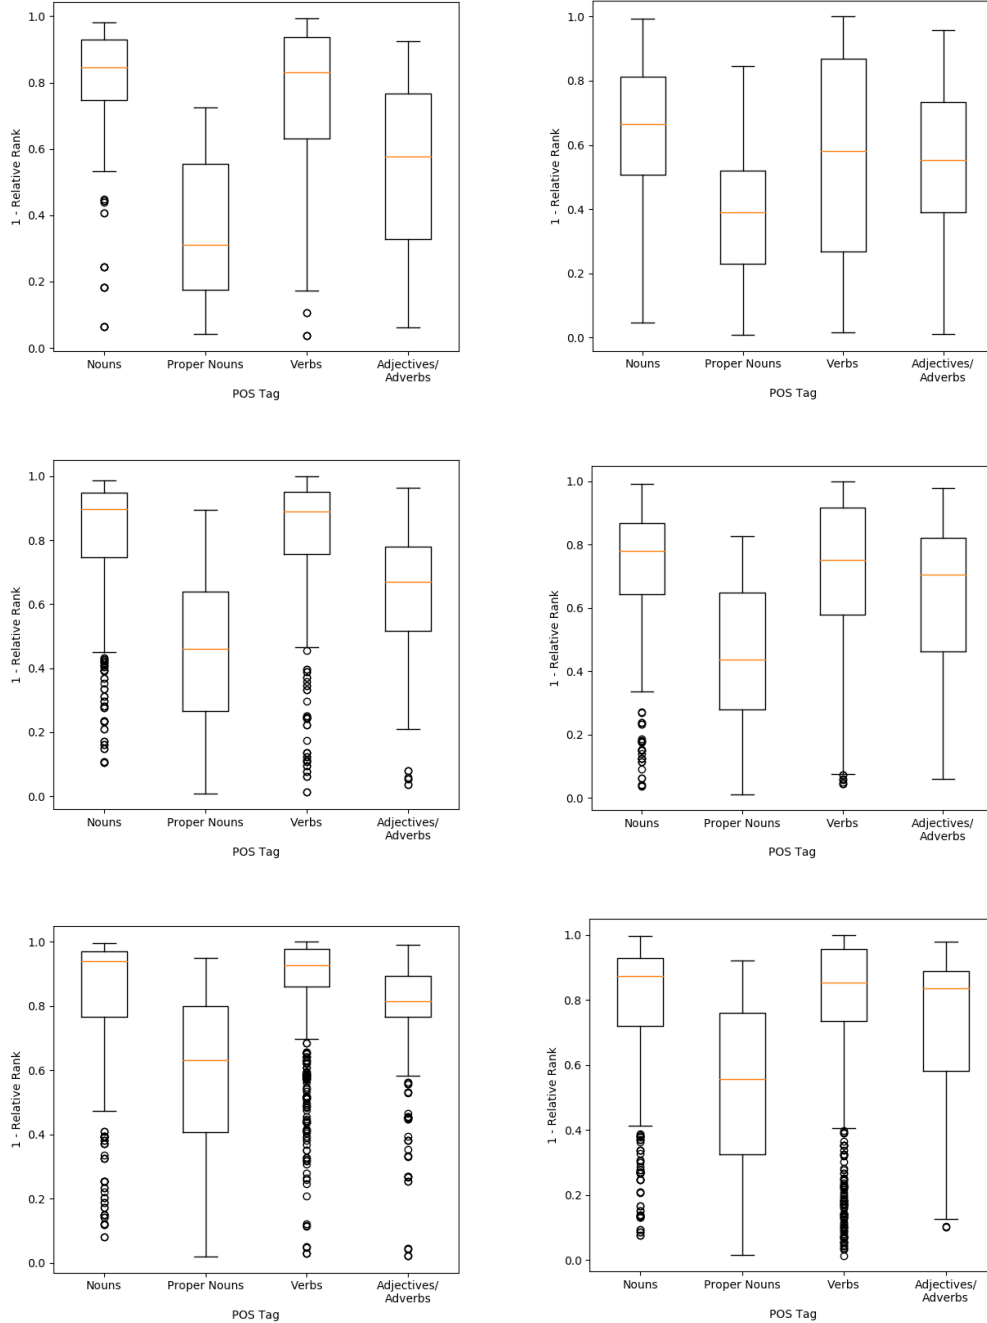 1.0
0.8
0.6
0.4
0.2
0.0
1 - Relative Rank
Nouns Proper Nouns Verbs Adjectives/
Adverbs
POS Tag
1.0
0.8
0.6
0.4
0.2
0.0
1 - Relative Rank
Nouns Proper Nouns Verbs Adjectives/
Adverbs
POS Tag
1.0
0.8
0.6
0.4
0.2
0.0
1 - Relative Rank
Nouns Proper Nouns Verbs Adjectives/
Adverbs
POS Tag
1.0
0.8
0.6
0.4
0.2
0.0
1 - Relative Rank
Nouns Proper Nouns Verbs Adjectives/
Adverbs
POS Tag
1.0
0.8
0.6
0.4
0.2
0.0
1 - Relative Rank
Nouns Proper Nouns Verbs Adjectives/
Adverbs
POS Tag
1.0
0.8
0.6
0.4
0.2
0.0
1 - Relative Rank
Nouns Proper Nouns Verbs Adjectives/
Adverbs
POS Tag